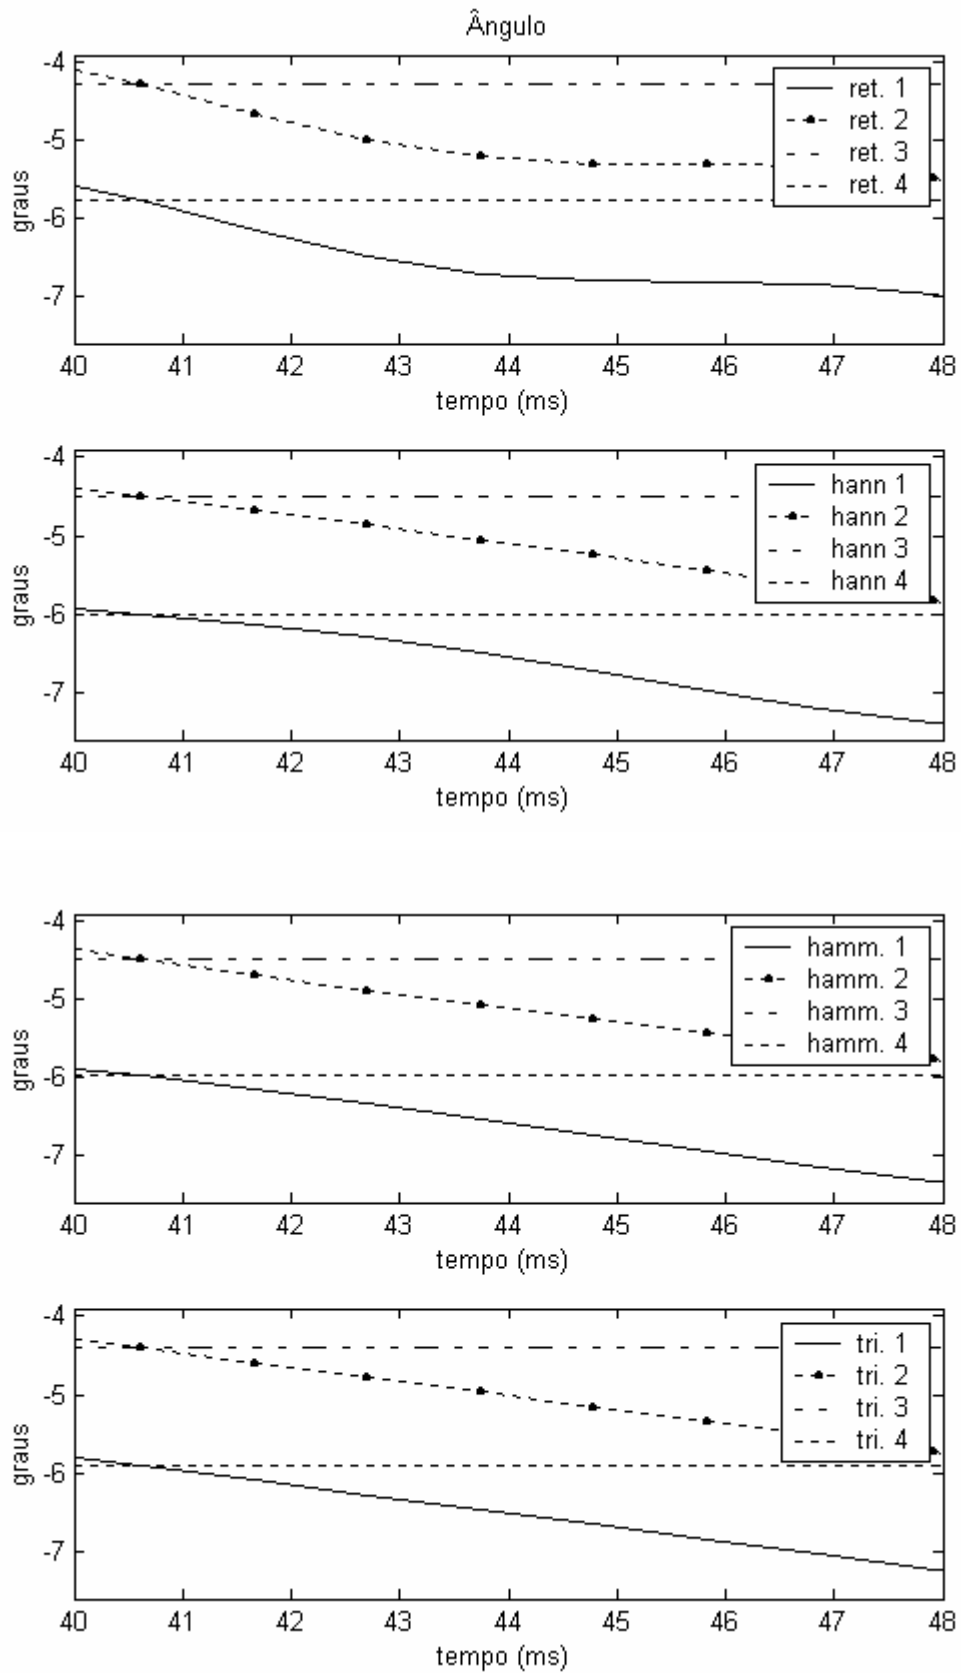 Ângulo
-4
-5
-6
-7
graus
ret. 1
ret. 2
ret. 3
ret. 4
40 41 42 43 44 45 46 47 48
tempo (ms)
-4
-5
-6
-7
graus
hann 1
hann 2
hann 3
hann 4
40 41 42 43 44 45 46 47 48
tempo (ms)
-4
-5
-6
-7
graus
hamm. 1
hamm. 2
hamm. 3
hamm. 4
40 41 42 43 44 45 46 47 48
tempo (ms)
-4
-5
-6
-7
graus
tri. 1
tri. 2
tri. 3
tri. 4
40 41 42 43 44 45 46 47 48
tempo (ms)